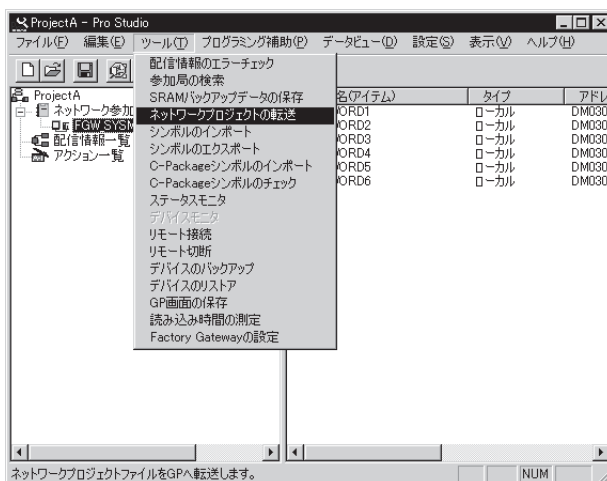 ProjectA - Pro Studio
ファイル(F) 編集(E) ツール(T) プログラミング補助(P) データビュー(D) 設定(S) 表示(V) ヘルプ(H)
配信情報のエラーチェック
参加局の検索
SRAMバックアップデータの保存
ネットワークプロジェクトの転送
シンボルのインポート
シンボルのエクスポート
C-Packageシンボルのインポート
C-Packageシンボルのチェック
ステータスモニタ
デバイスモニタ
リモート接続
リモート切断
デバイスのバックアップ
デバイスのリストア
GP画面の保存
読み込み時間の測定
Factory Gatewayの設定
ProjectA
ネットワーク参加
FGW SYSM
配信情報一覧
アクション一覧
名(アイテム) タイプ アドレ
WORD1 ローカル DM030
WORD2 ローカル DM030
WORD3 ローカル DM030
WORD4 ローカル DM030
WORD5 ローカル DM030
WORD6 ローカル DM030
ネットワークプロジェクトファイルをGPへ転送します。
NUM